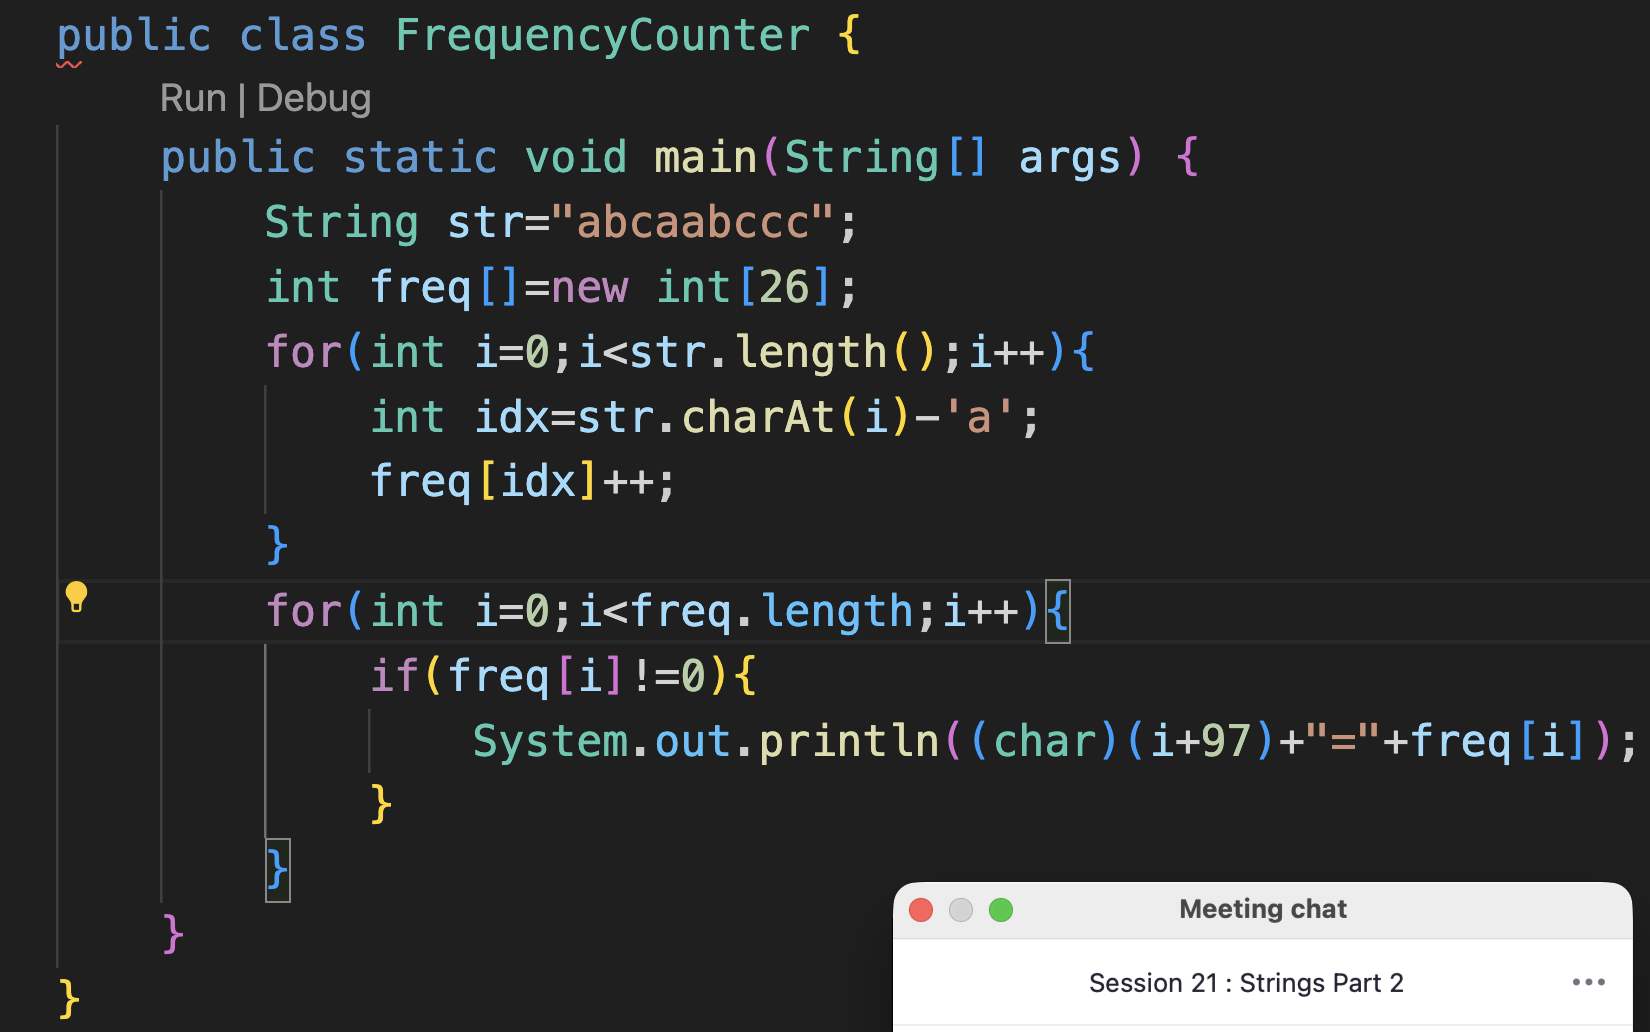 public class FrequencyCounter {
Run | Debug
public static void main(String[] args) {
String str="abcaabccc";
int freq[]=new int[26];
for(int i=0;i<str.length();i++){
int idx=str.charAt(i)-'a';
freq[idx]++;
}
for(int i=0;i<freq.length;i++){
if(freq[i]!=0){
System.out.println((char)(i+97)+"="+freq[i]);
}
}
}
}
Meeting chat
Session 21 : Strings Part 2